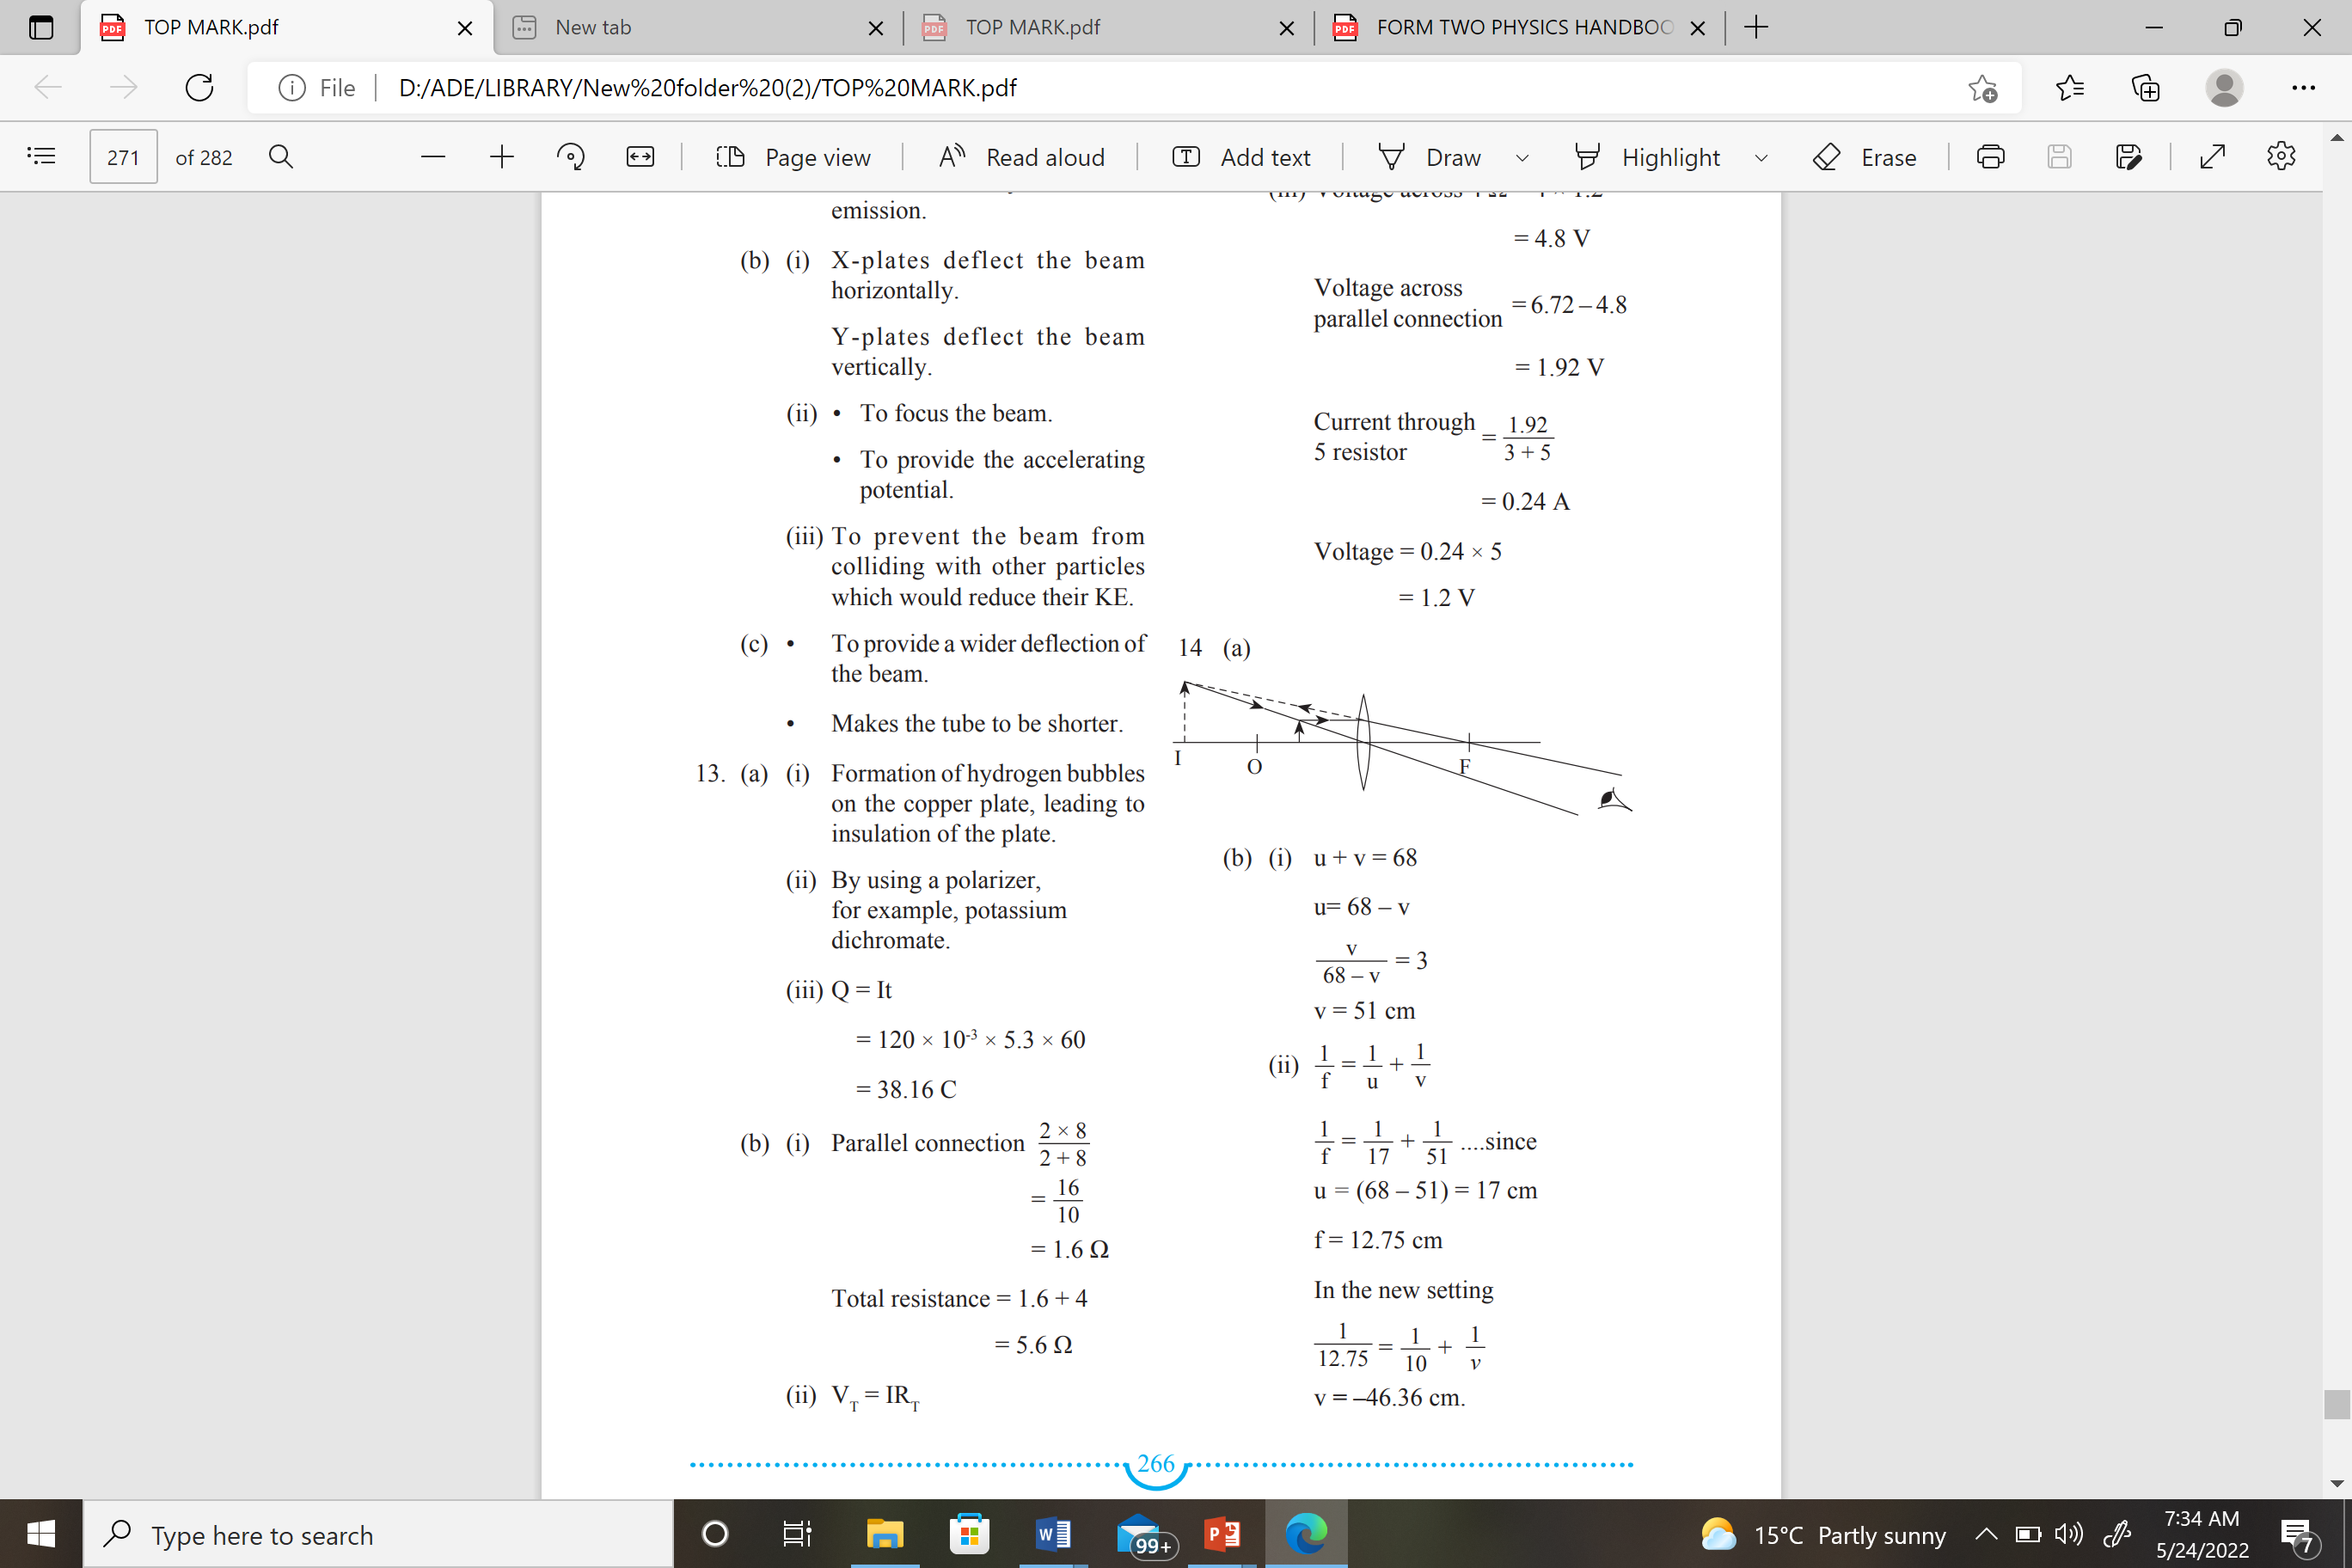 TOP MARK.pdf
New tab
TOP MARK.pdf
FORM TWO PHYSICS HANDBOO
File
D:/ADE/LIBRARY/New%20folder%20(2)/TOP%20MARK.pdf
271 of 282
Page view
Read aloud
Add text
Draw
Highlight
Erase
emission.
(b) (i) X-plates deflect the beam
horizontally.
Y-plates deflect the beam
vertically.
(ii) • To focus the beam.
• To provide the accelerating
potential.
(iii) To prevent the beam from
colliding with other particles
which would reduce their KE.
(c) • To provide a wider deflection of
the beam.
• Makes the tube to be shorter.
13. (a) (i) Formation of hydrogen bubbles
on the copper plate, leading to
insulation of the plate.
(ii) By using a polarizer,
for example, potassium
dichromate.
(iii) Q = It
= 120 × 10⁻³ × 5.3 × 60
= 38.16 C
(b) (i) Parallel connection 2 × 8 / 2 + 8
= 16 / 10
= 1.6 Ω
Total resistance = 1.6 + 4
= 5.6 Ω
(ii) V_T = IR_T
= 4.8 V
Voltage across
parallel connection = 6.72 – 4.8
= 1.92 V
Current through
5 resistor = 1.92 / 3 + 5
= 0.24 A
Voltage = 0.24 × 5
= 1.2 V
14 (a)
I
O
F
(b) (i) u + v = 68
u= 68 – v
v / 68 – v = 3
v = 51 cm
(ii) 1/f = 1/u + 1/v
1/f = 1/17 + 1/51 ....since
u = (68 – 51) = 17 cm
f = 12.75 cm
In the new setting
1/12.75 = 1/10 + 1/v
v = –46.36 cm.
266
Type here to search
99+
15°C Partly sunny
7:34 AM
5/24/2022
7